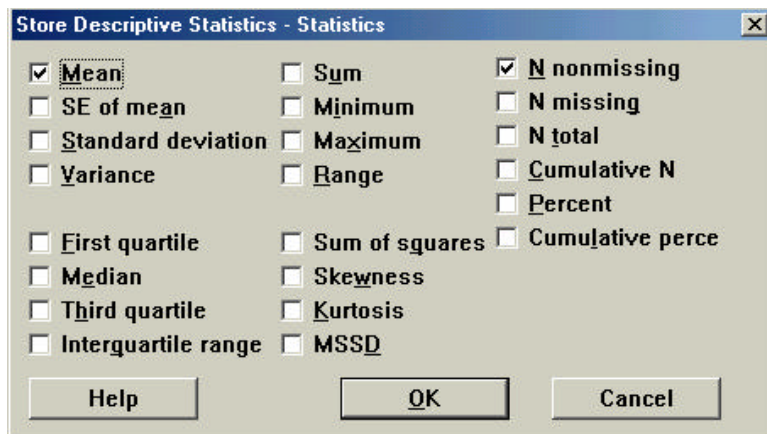 Store Descriptive Statistics - Statistics
Mean
SE of mean
Standard deviation
Variance
First quartile
Median
Third quartile
Interquartile range
Sum
Minimum
Maximum
Range
Sum of squares
Skewness
Kurtosis
MSSD
N nonmissing
N missing
N total
Cumulative N
Percent
Cumulative perce
Help
OK
Cancel